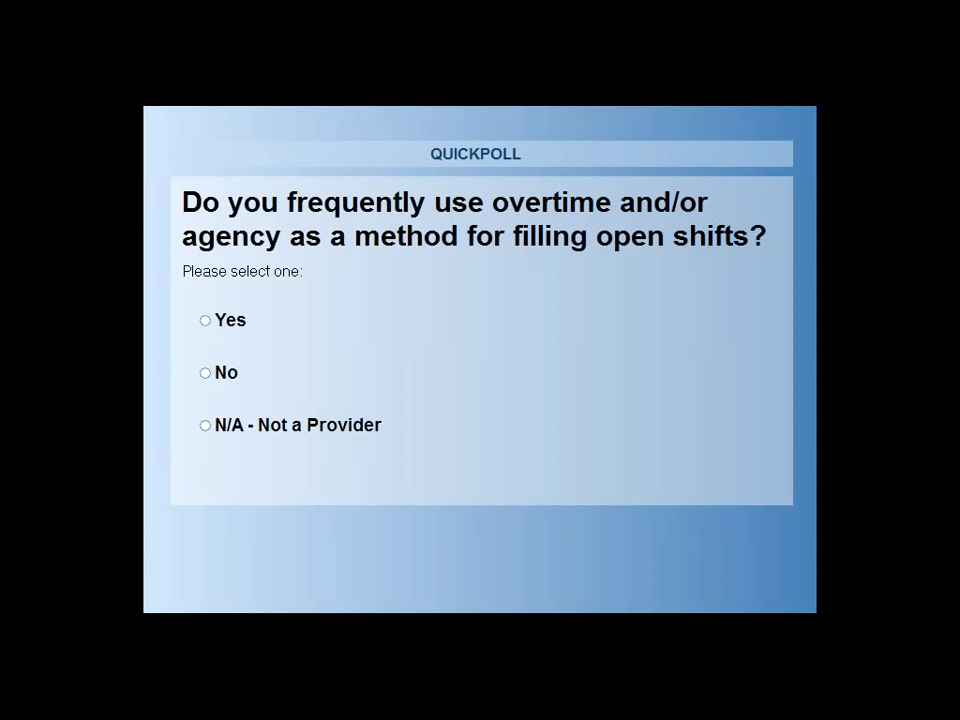 QUICKPOLL
Do you frequently use overtime and/or
agency as a method for filling open shifts?
Please select one:
Yes
No
N/A - Not a Provider